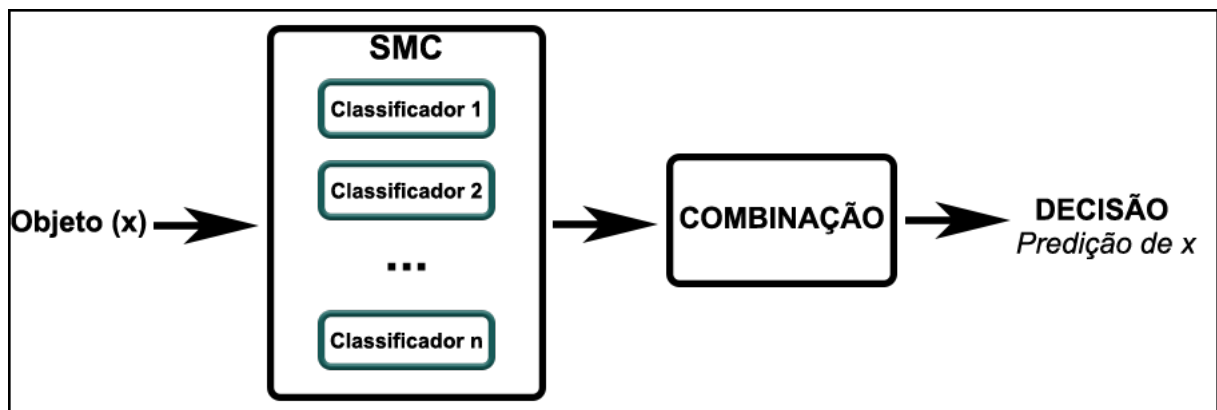 SMC
Classificador 1
Classificador 2
...
Classificador n
Objeto (x)
COMBINAÇÃO
DECISÃO
Predição de x